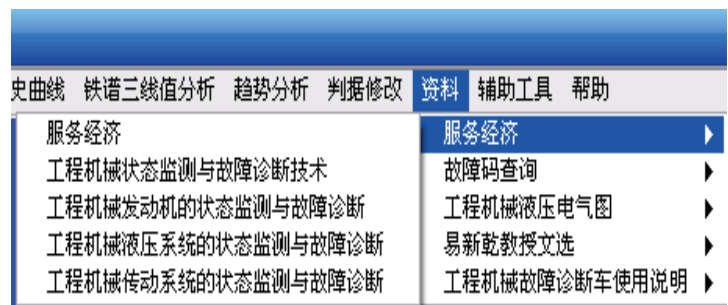 史曲线 铁谱三线值分析 趋势分析 判据修改 资料 辅助工具 帮助
服务经济
工程机械状态监测与故障诊断技术
工程机械发动机的状态监测与故障诊断
工程机械液压系统的状态监测与故障诊断
工程机械传动系统的状态监测与故障诊断
服务经济
故障码查询
工程机械液压电气图
易新乾教授文选
工程机械故障诊断车使用说明